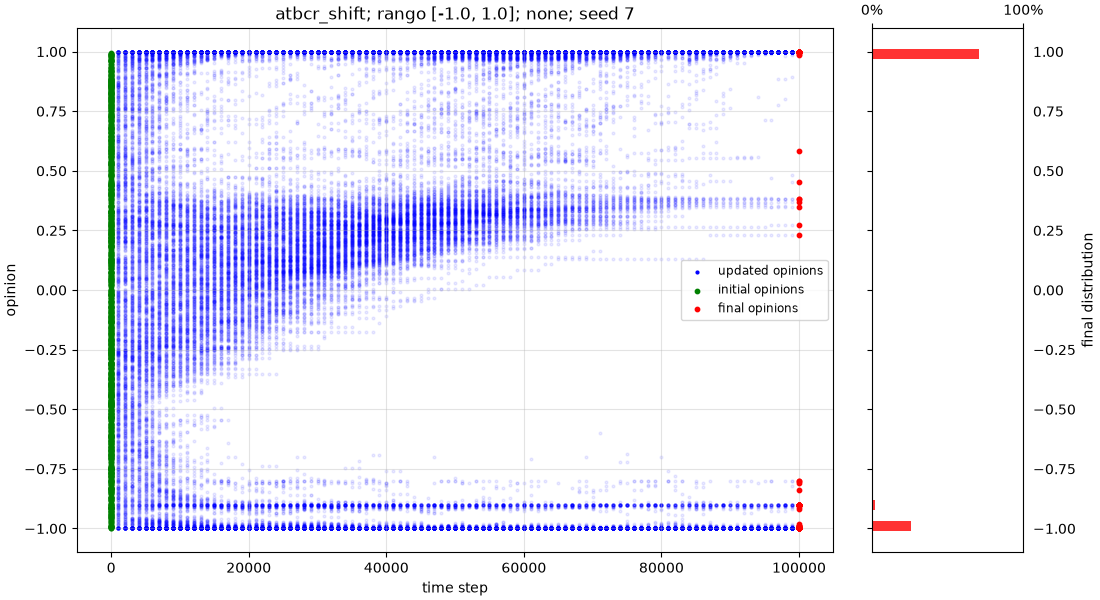 atbcr_shift; rango [-1.0, 1.0]; none; seed 7
0% 100%
1.00
0.75
0.50
0.25
0.00
−0.25
−0.50
−0.75
−1.00
opinion
0 20000 40000 60000 80000 100000
time step
updated opinions
initial opinions
final opinions
1.00
0.75
0.50
0.25
0.00
−0.25
−0.50
−0.75
−1.00
final distribution